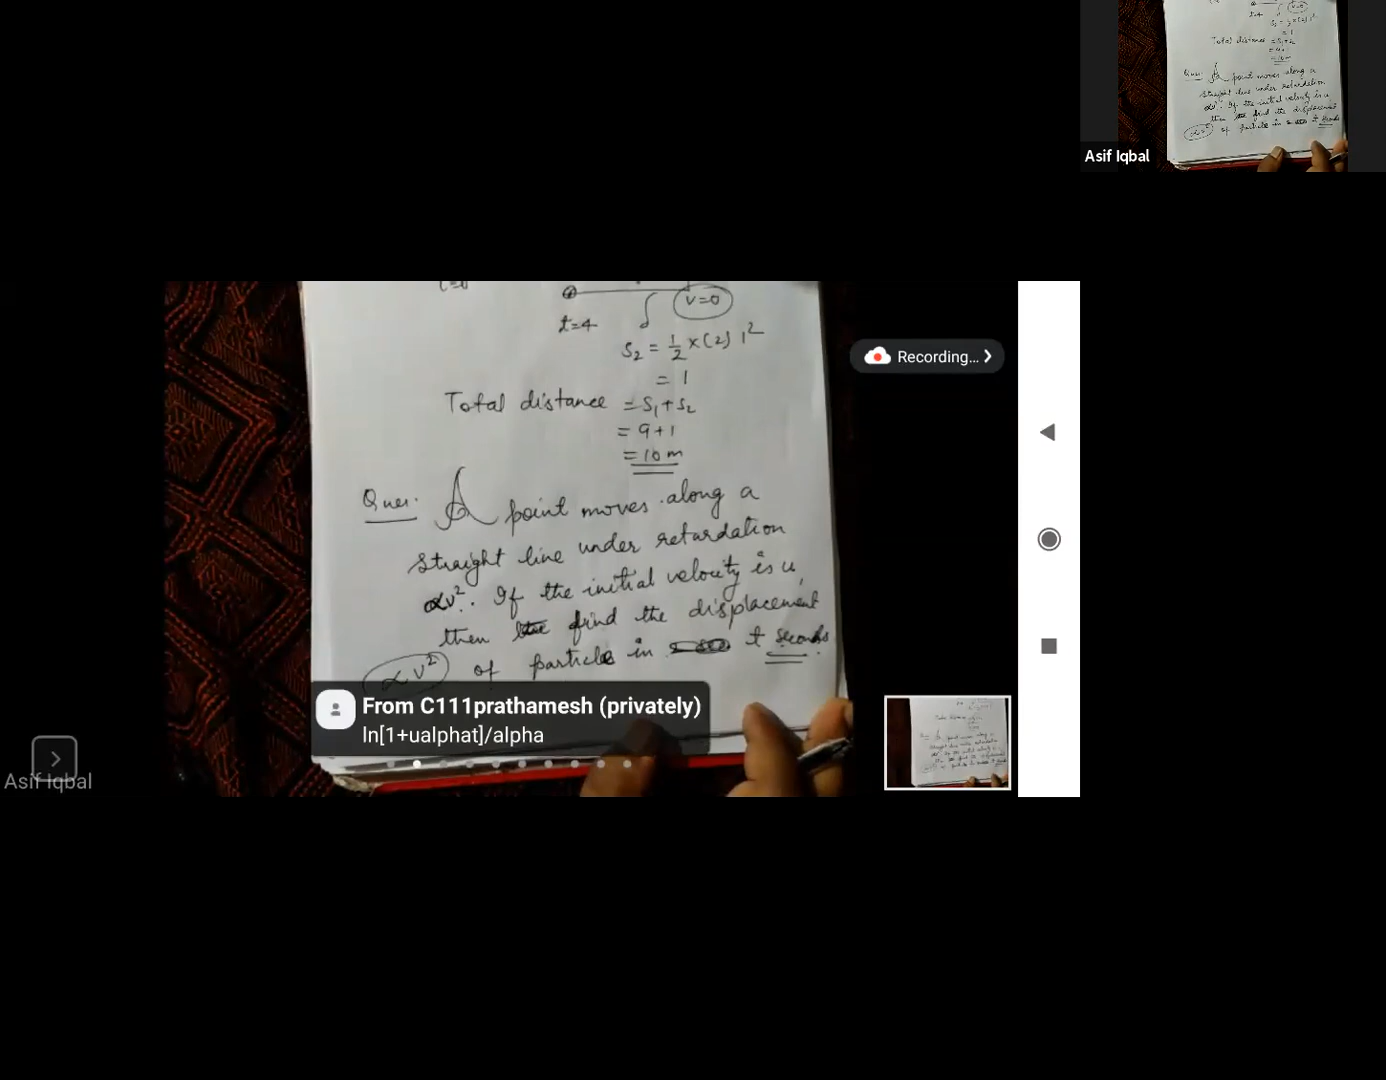 Asif Iqbal
t=4
v=0
S2 = 1/2 ×(2) 1²
= 1
Total distance = S1+S2
= 9+1
= 10 m
Ques. A point moves along a
straight line under retardation
αv². If the initial velocity is u,
then find the displacement
αv² of particle in t seconds
Recording...
From C111prathamesh (privately)
ln[1+ualphat]/alpha
Asif Iqbal